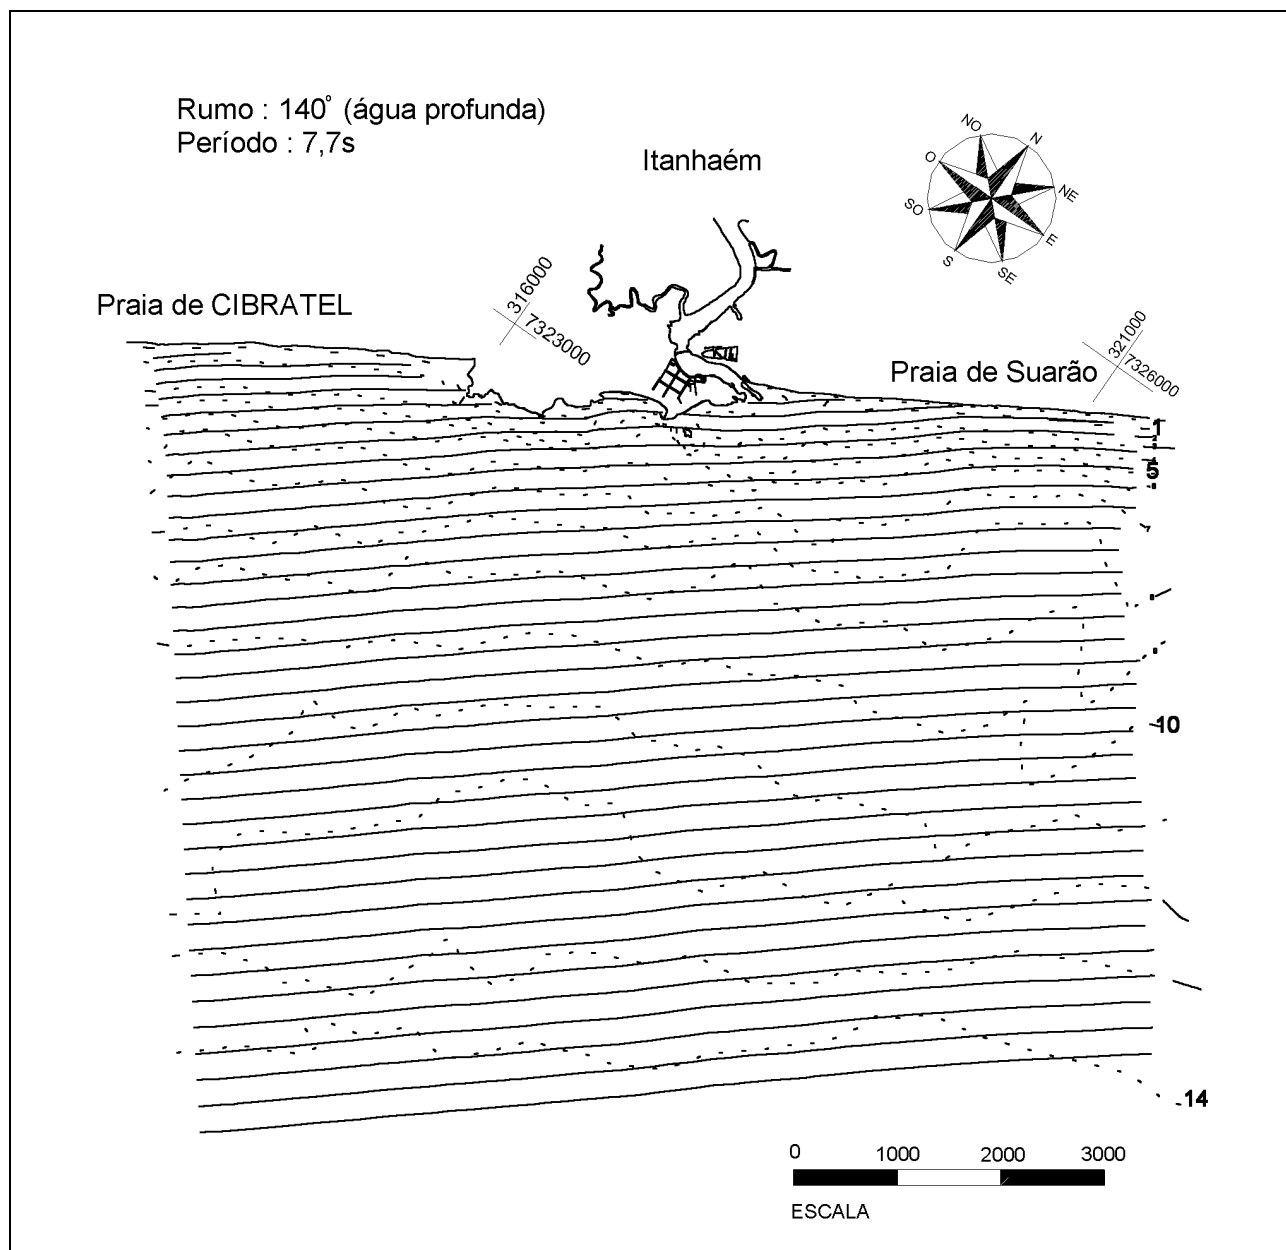 Rumo : 140° (água profunda)
Período : 7,7s
Itanhaém
NO
N
O
NE
SO
E
S
SE
316000
7323000
Praia de CIBRATEL
321000
7326000
Praia de Suarão
1
5
10
14
0 1000 2000 3000
ESCALA